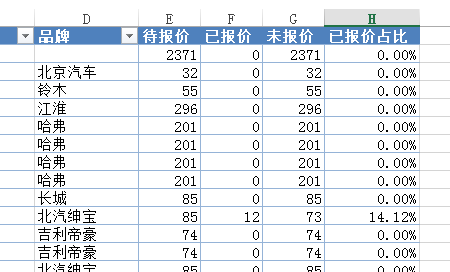 D E F G H
品牌 待报价 已报价 未报价 已报价占比
2371 0 2371 0.00%
北京汽车 32 0 32 0.00%
铃木 55 0 55 0.00%
江淮 296 0 296 0.00%
哈弗 201 0 201 0.00%
哈弗 201 0 201 0.00%
哈弗 201 0 201 0.00%
哈弗 201 0 201 0.00%
长城 85 0 85 0.00%
北汽绅宝 85 12 73 14.12%
吉利帝豪 74 0 74 0.00%
吉利帝豪 74 0 74 0.00%
北汽绅宝 85 0 85 0.00%